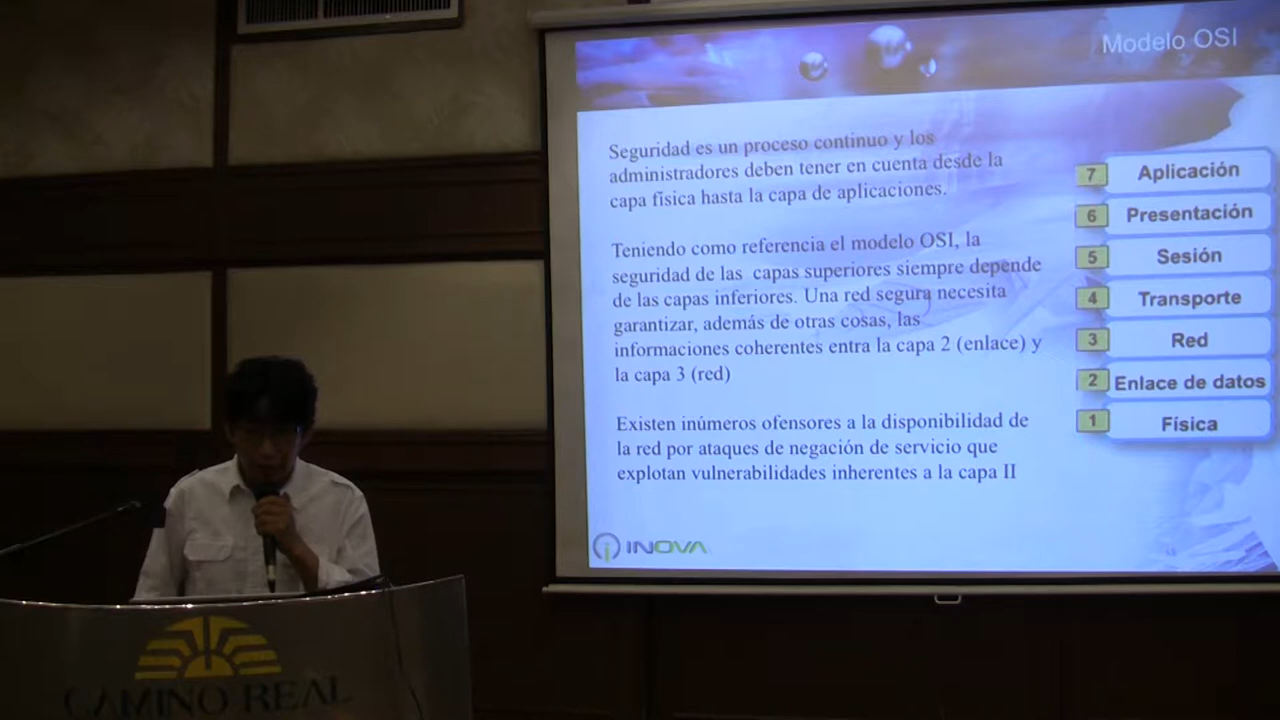 Modelo OSI
Seguridad es un proceso continuo y los
administradores deben tener en cuenta desde la
capa física hasta la capa de aplicaciones.
Teniendo como referencia el modelo OSI, la
seguridad de las capas superiores siempre depende
de las capas inferiores. Una red segura necesita
garantizar, además de otras cosas, las
informaciones coherentes entra la capa 2 (enlace) y
la capa 3 (red)
Existen inúmeros ofensores a la disponibilidad de
la red por ataques de negación de servicio que
explotan vulnerabilidades inherentes a la capa II
7 Aplicación
6 Presentación
5 Sesión
4 Transporte
3 Red
2 Enlace de datos
1 Física
INOVA
CAMINO REAL